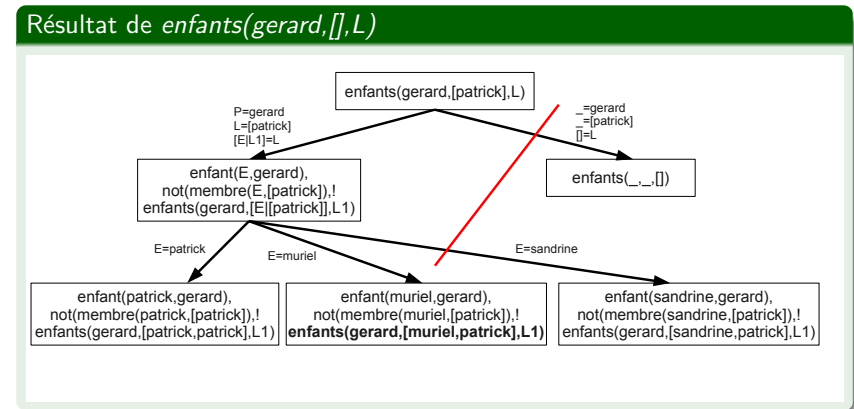 Résultat de enfants(gerard,[],L)
enfants(gerard,[patrick],L)
P=gerard
L=[patrick]
[E|L1]=L
_=gerard
_=[patrick]
[]=L
enfant(E,gerard),
not(membre(E,[patrick]),!
enfants(gerard,[E|[patrick]],L1)
enfants(_,_,[])
E=patrick
E=muriel
E=sandrine
enfant(patrick,gerard),
not(membre(patrick,[patrick]),!
enfants(gerard,[patrick,patrick],L1)
enfant(muriel,gerard),
not(membre(muriel,[patrick]),!
enfants(gerard,[muriel,patrick],L1)
enfant(sandrine,gerard),
not(membre(sandrine,[patrick]),!
enfants(gerard,[sandrine,patrick],L1)